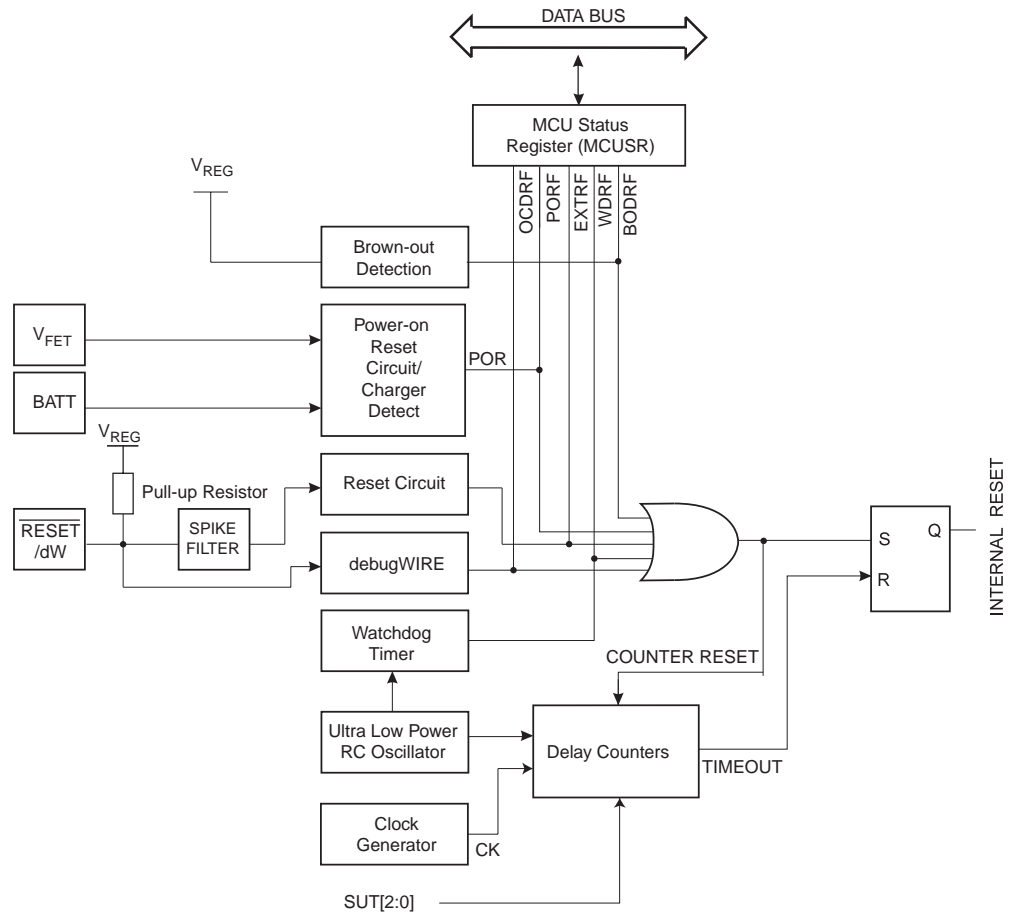 DATA BUS
MCU Status
Register (MCUSR)
OCDRF
PORF
EXTRF
WDRF
BODRF
VREG
Brown-out
Detection
VFET
BATT
Power-on
Reset
Circuit/
Charger
Detect
POR
VREG
Pull-up Resistor
RESET
/dW
SPIKE
FILTER
Reset Circuit
debugWIRE
S
R
Q
INTERNAL RESET
Watchdog
Timer
COUNTER RESET
Ultra Low Power
RC Oscillator
Delay Counters
TIMEOUT
Clock
Generator
CK
SUT[2:0]